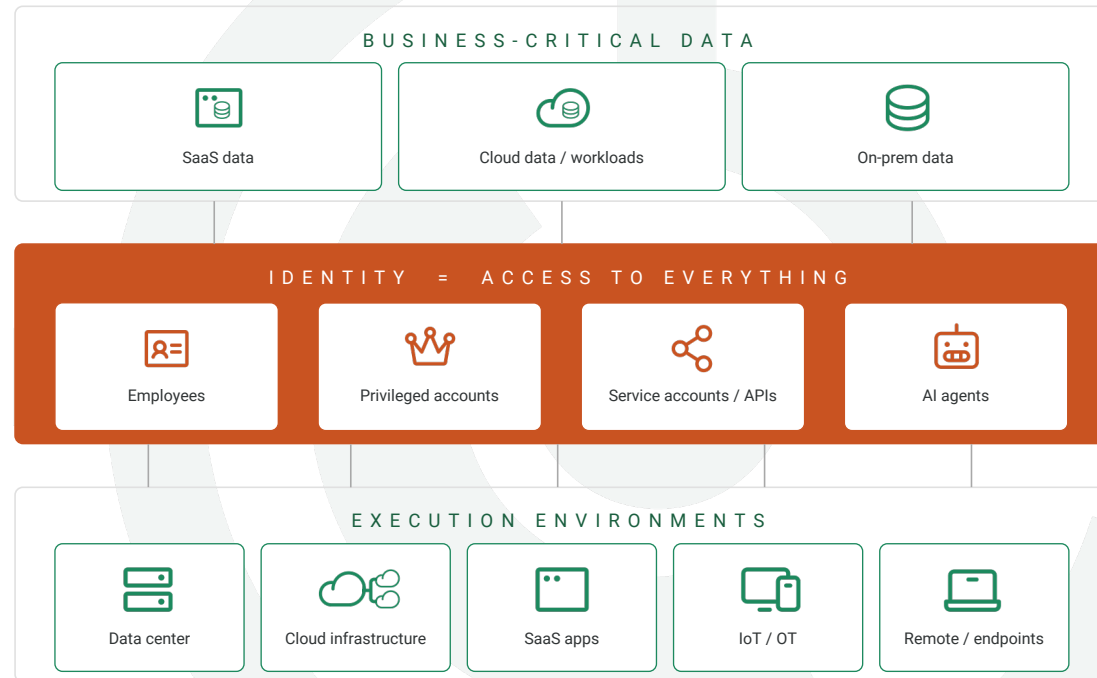 BUSINESS-CRITICAL DATA
SaaS data
Cloud data / workloads
On-prem data
IDENTITY = ACCESS TO EVERYTHING
Employees
Privileged accounts
Service accounts / APIs
AI agents
EXECUTION ENVIRONMENTS
Data center
Cloud infrastructure
SaaS apps
IoT / OT
Remote / endpoints